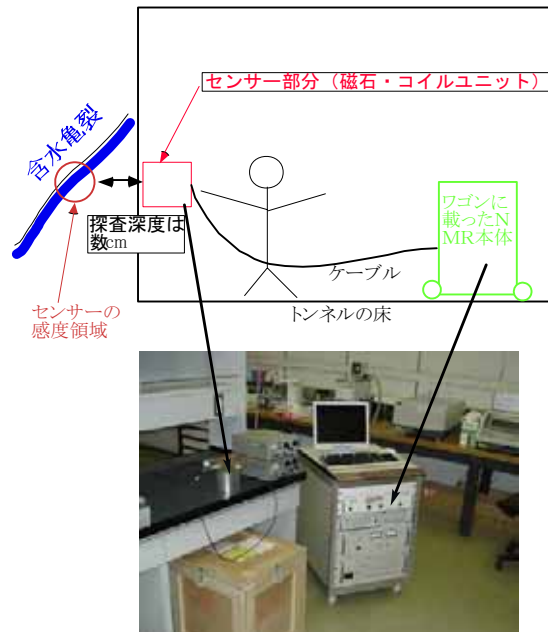 センサー部分（磁石・コイルユニット）
含水亀裂
探査深度は
数cm
ワゴンに
載ったN
MR本体
ケーブル
センサーの
感度領域
トンネルの床